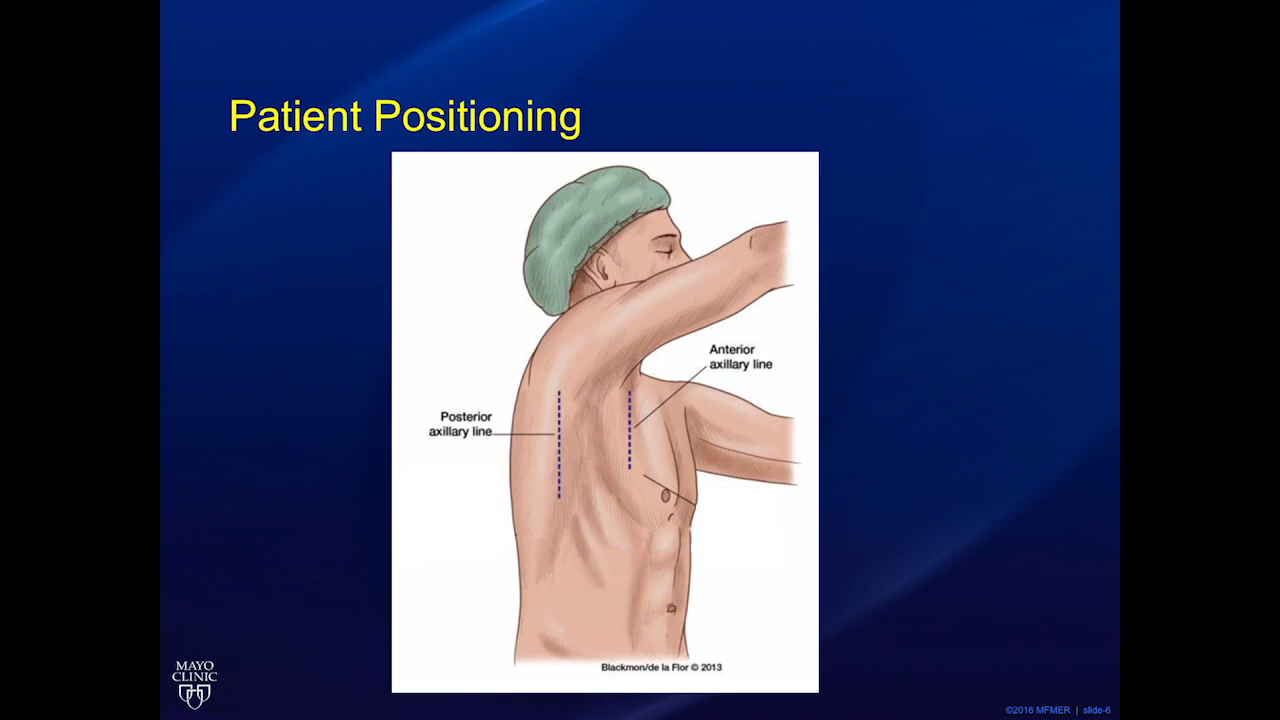 Patient Positioning
Anterior
axillary line
Posterior
axillary line
Blackmon/de la Flor © 2013
MAYO
CLINIC
©2016 MFMER | slide-6